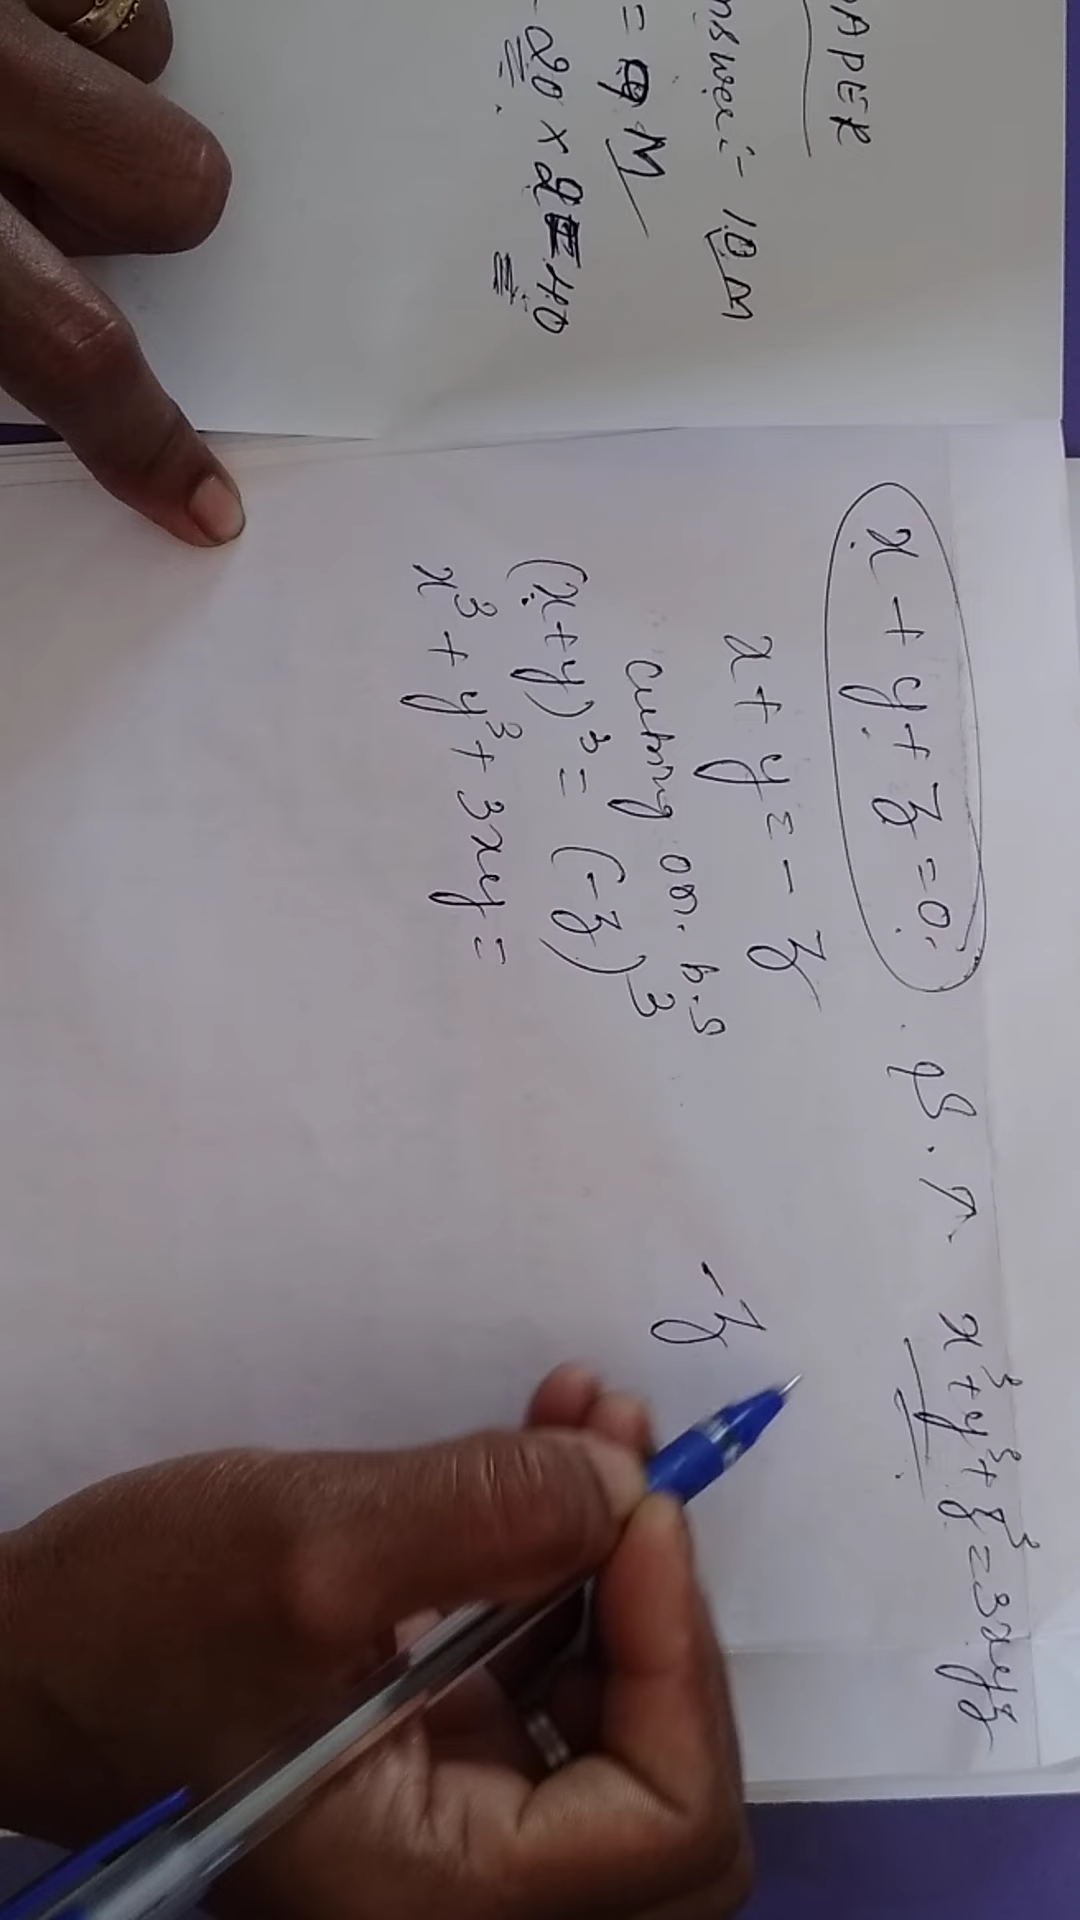 APER
nswer:- 10M
= M
20 × 2 = 40
x + y + z = 0. P.S.T. x³ + y³ + z³ = 3xyz
x + y = - z
cubing on. b.s
(x + y)³ = (-z)³
-z
x³ + y³ + 3xy =